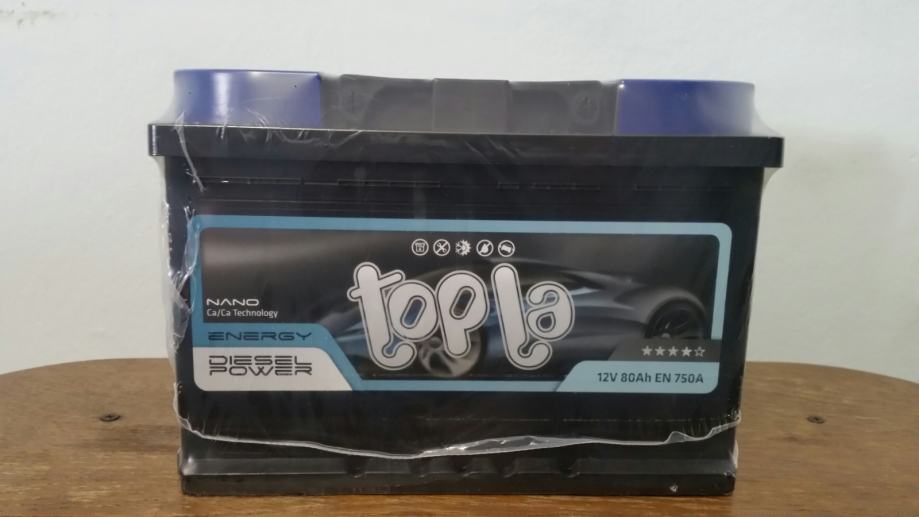 topla
NANO
Ca/Ca Technology
ENERGY
DIESEL
POWER
12V 80Ah EN 750A